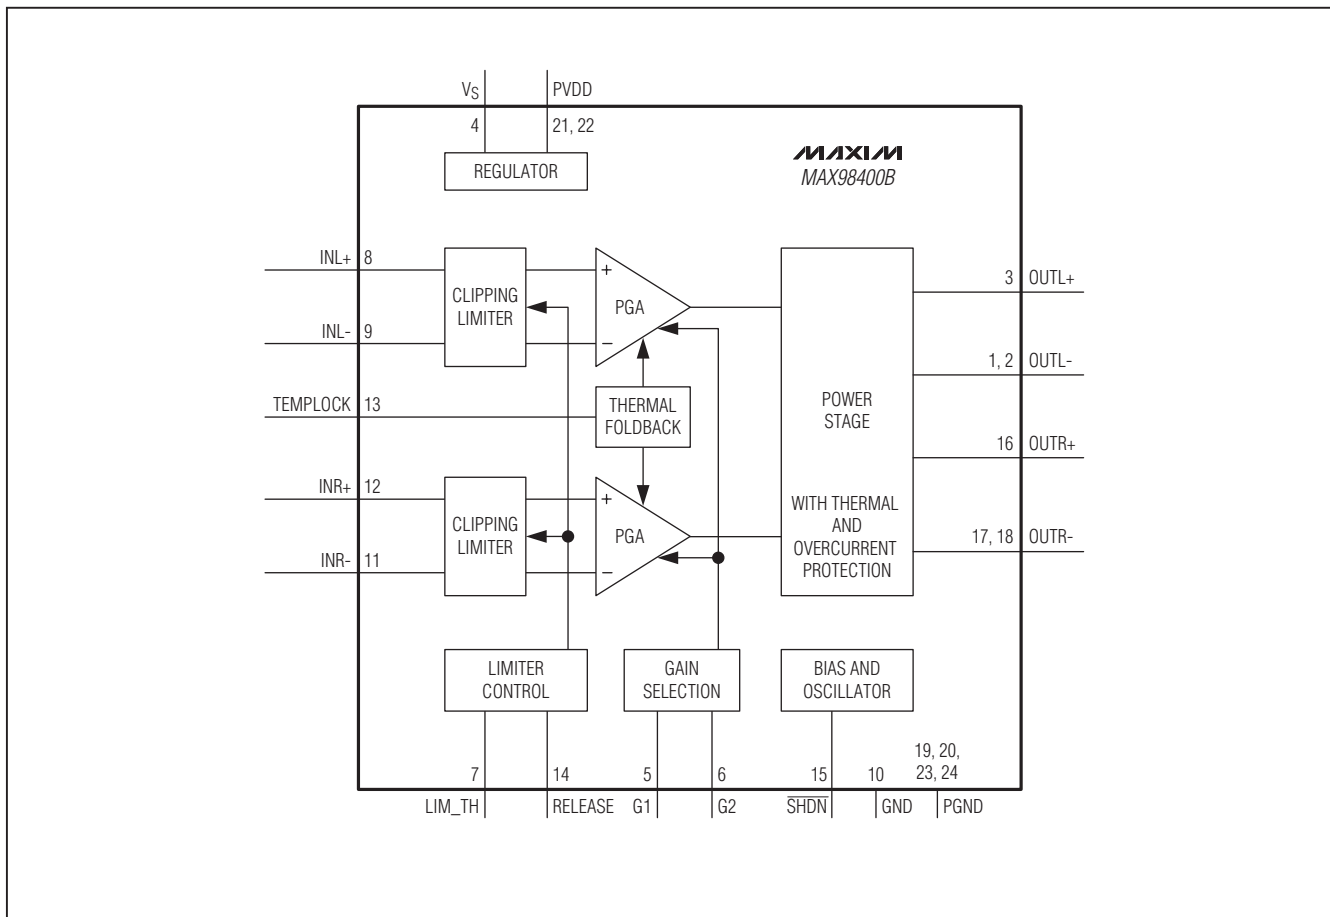 VS PVDD
4 21, 22
REGULATOR
MAXIM
MAX98400B
INL+ 8
INL- 9
CLIPPING
LIMITER
+
PGA
−
3 OUTL+
1, 2 OUTL-
TEMPLOCK 13
THERMAL
FOLDBACK
POWER
STAGE
16 OUTR+
INR+ 12
INR- 11
CLIPPING
LIMITER
+
PGA
−
WITH THERMAL
AND
OVERCURRENT
PROTECTION
17, 18 OUTR-
LIMITER
CONTROL
GAIN
SELECTION
BIAS AND
OSCILLATOR
7 14 5 6 15 10 19, 20,
23, 24
LIM_TH RELEASE G1 G2 SHDN GND PGND